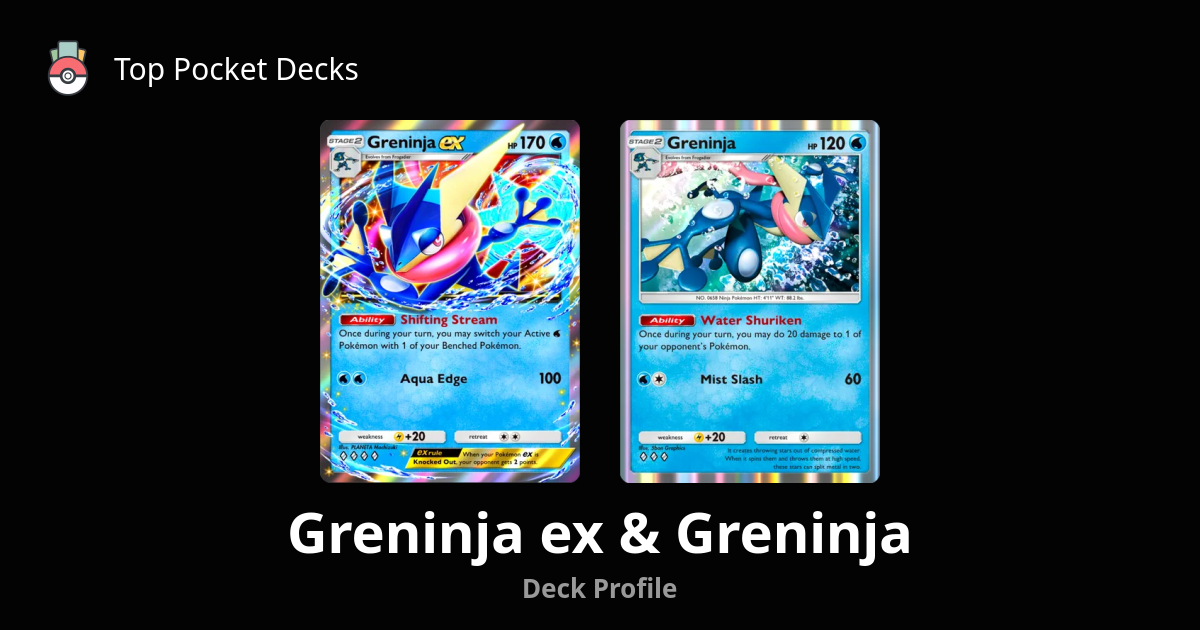 Top Pocket Decks
STAGE2 Greninja ex HP 170
Evolves from Frogadier
Ability Shifting Stream
Once during your turn, you may switch your Active
Pokémon with 1 of your Benched Pokémon.
Aqua Edge 100
weakness +20 retreat
Illus. PLANETA Mochizuki
ex rule When your Pokémon ex is
Knocked Out, your opponent gets 2 points.
STAGE2 Greninja HP 120
Evolves from Frogadier
NO. 0658 Ninja Pokémon HT: 4'11" WT: 88.2 lbs.
Ability Water Shuriken
Once during your turn, you may do 20 damage to 1 of
your opponent's Pokémon.
Mist Slash 60
weakness +20 retreat
Illus. 5ban Graphics
It creates throwing stars out of compressed water.
When it spins them and throws them at high speed,
these stars can split metal in two.
Greninja ex & Greninja
Deck Profile